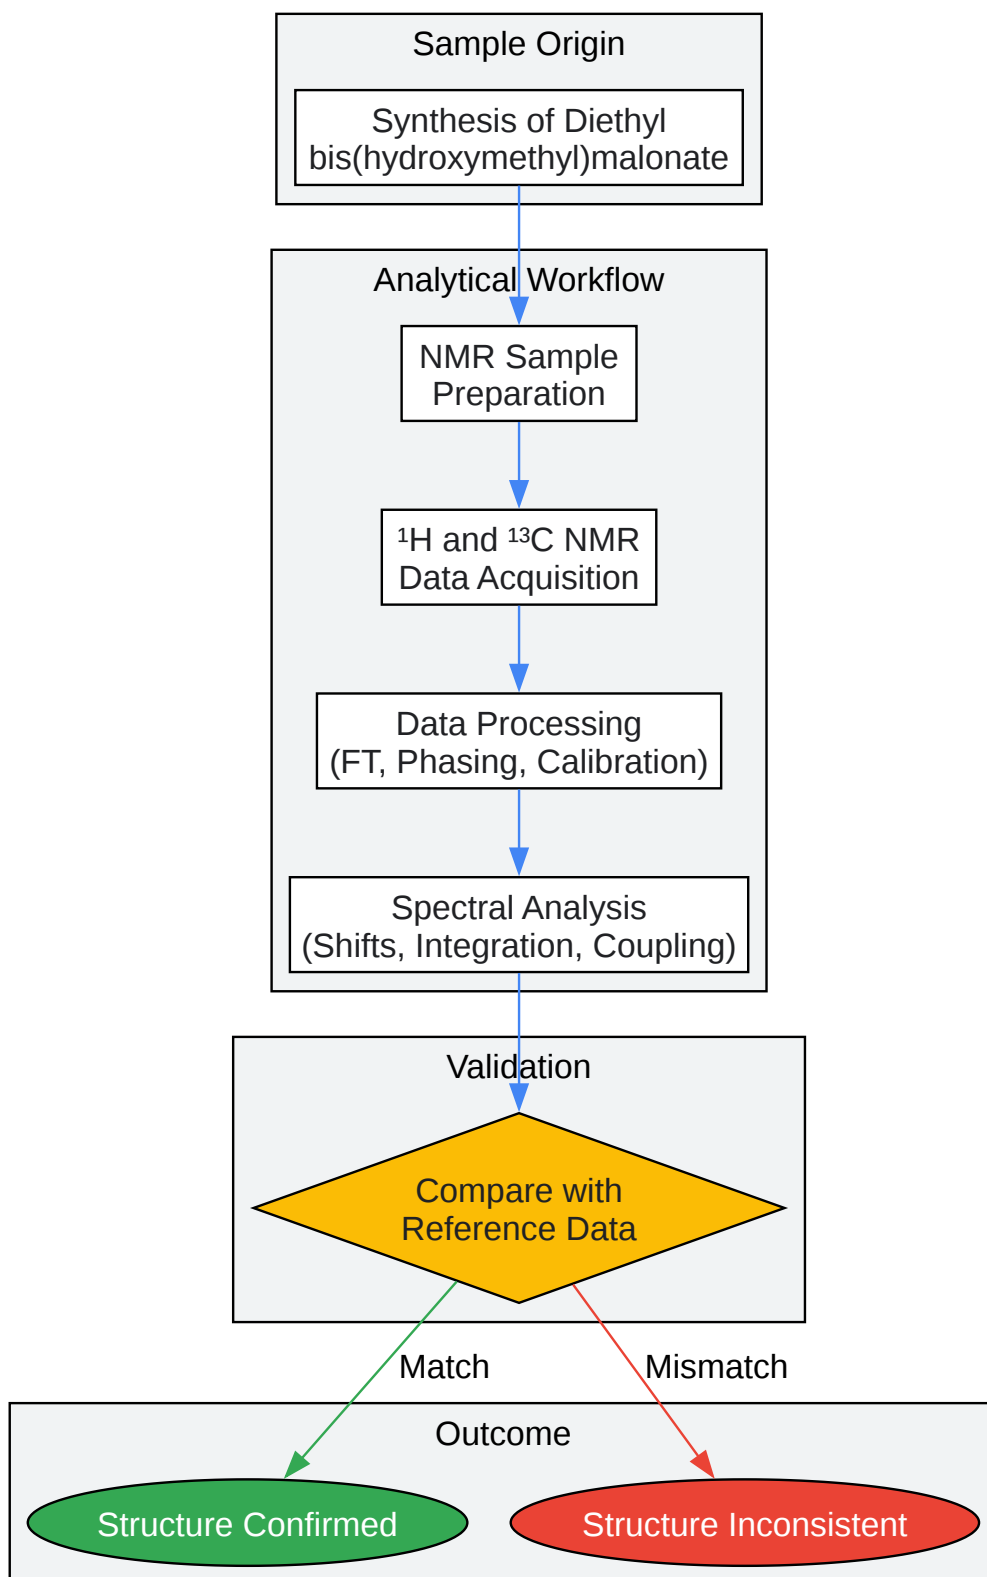 Sample Origin
Synthesis of Diethyl
bis(hydroxymethyl)malonate
Analytical Workflow
NMR Sample
Preparation
¹H and ¹³C NMR
Data Acquisition
Data Processing
(FT, Phasing, Calibration)
Spectral Analysis
(Shifts, Integration, Coupling)
Validation
Compare with
Reference Data
Match
Mismatch
Outcome
Structure Confirmed
Structure Inconsistent